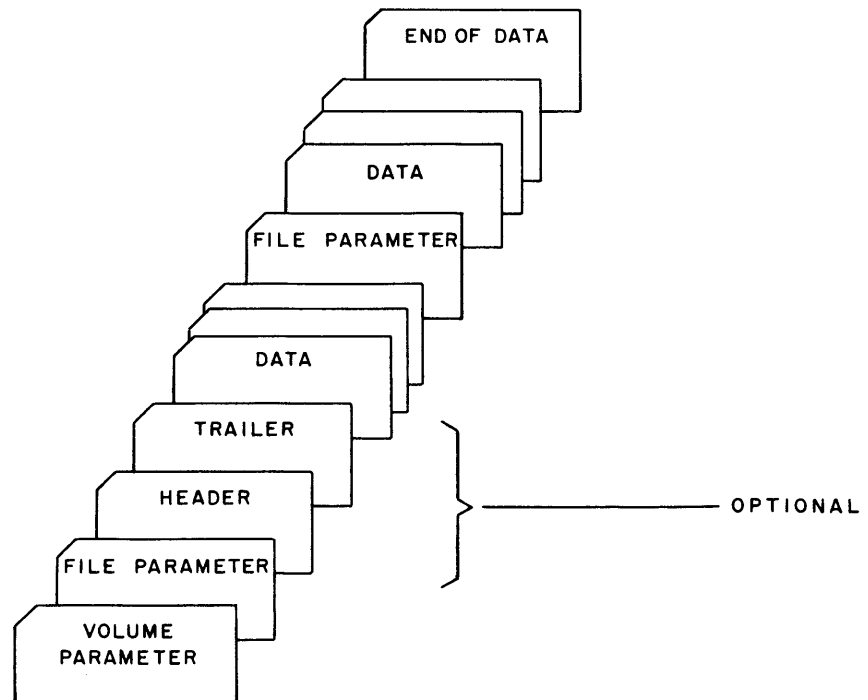 END OF DATA
DATA
FILE PARAMETER
DATA
TRAILER
HEADER
OPTIONAL
FILE PARAMETER
VOLUME
PARAMETER